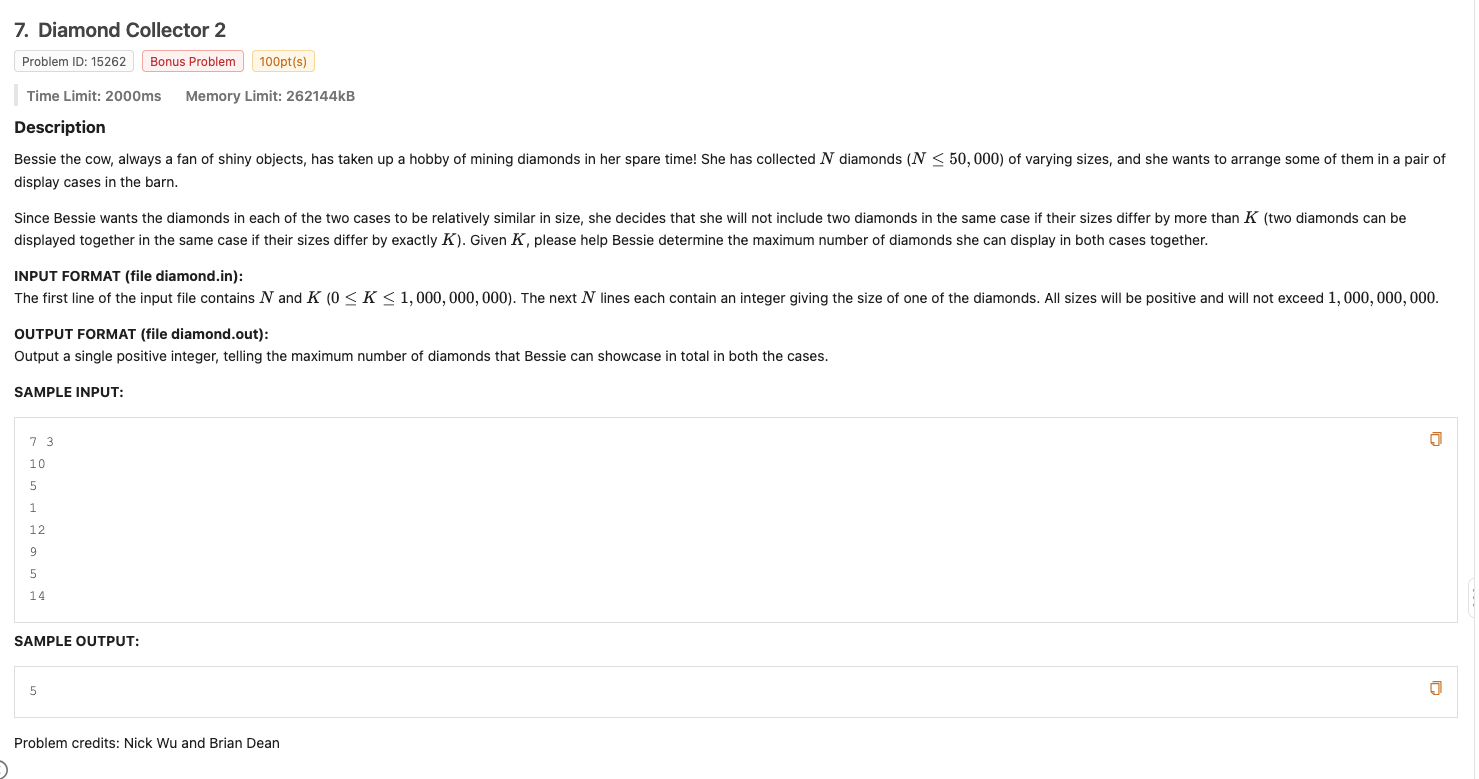 7. Diamond Collector 2
Problem ID: 15262 Bonus Problem 100pt(s)
Time Limit: 2000ms Memory Limit: 262144kB
Description
Bessie the cow, always a fan of shiny objects, has taken up a hobby of mining diamonds in her spare time! She has collected N diamonds (N ≤ 50,000) of varying sizes, and she wants to arrange some of them in a pair of
display cases in the barn.
Since Bessie wants the diamonds in each of the two cases to be relatively similar in size, she decides that she will not include two diamonds in the same case if their sizes differ by more than K (two diamonds can be
displayed together in the same case if their sizes differ by exactly K). Given K, please help Bessie determine the maximum number of diamonds she can display in both cases together.
INPUT FORMAT (file diamond.in):
The first line of the input file contains N and K (0 ≤ K ≤ 1,000,000,000). The next N lines each contain an integer giving the size of one of the diamonds. All sizes will be positive and will not exceed 1,000,000,000.
OUTPUT FORMAT (file diamond.out):
Output a single positive integer, telling the maximum number of diamonds that Bessie can showcase in total in both the cases.
SAMPLE INPUT:
7 3
10
5
1
12
9
5
14
SAMPLE OUTPUT:
5
Problem credits: Nick Wu and Brian Dean